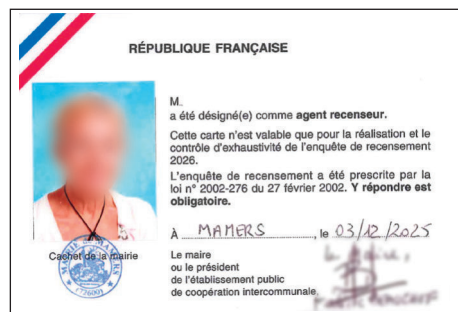 RÉPUBLIQUE FRANÇAISE
M.
a été désigné(e) comme agent recenseur.
Cette carte n'est valable que pour la réalisation et le
contrôle d'exhaustivité de l'enquête de recensement
2026.
L'enquête de recensement a été prescrite par la
loi n° 2002-276 du 27 février 2002. Y répondre est
obligatoire.
À MAMERS, le 03/12/2025
Cachet de la mairie
MAIRIE DE MAMERS
Le maire
ou le président
de l'établissement public
de coopération intercommunale.